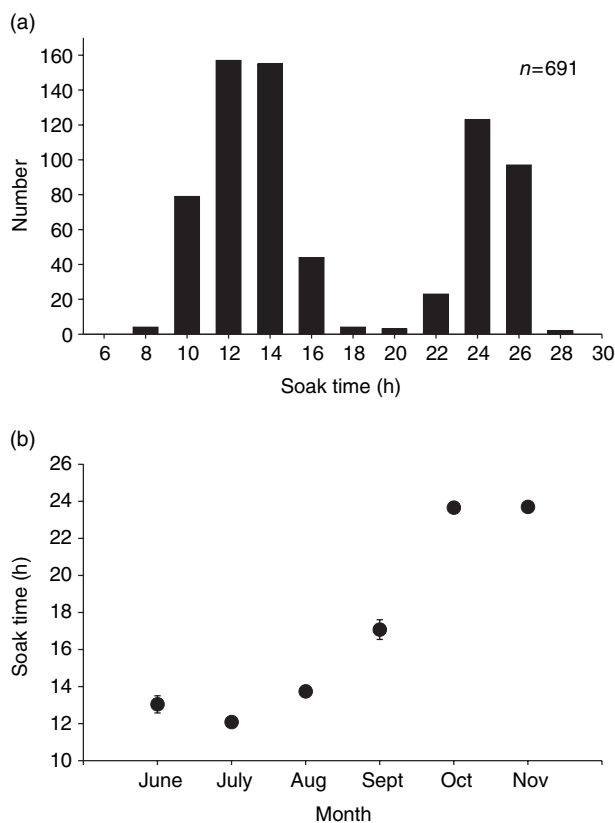 (a)
160
140
120
100
80
60
40
20
0
Number
n=691
6 8 10 12 14 16 18 20 22 24 26 28 30
Soak time (h)
(b)
26
24
22
20
18
16
14
12
10
Soak time (h)
June July Aug Sept Oct Nov
Month